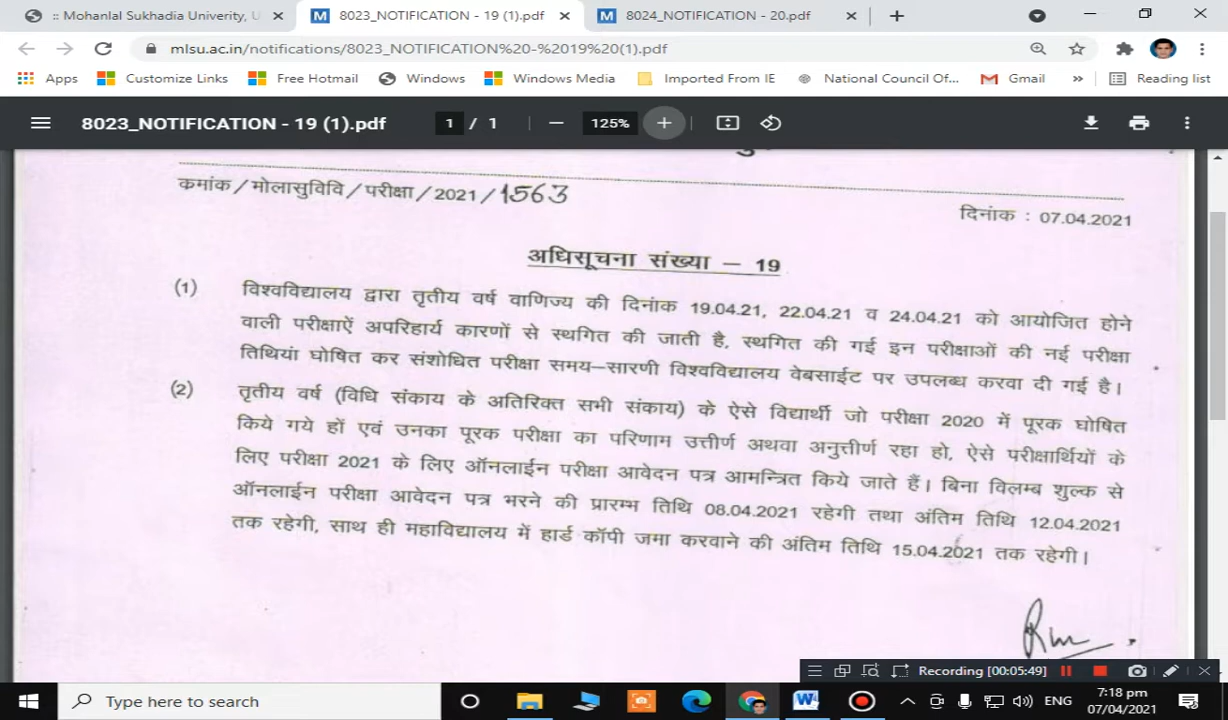 :: Mohanlal Sukhadia Univerity, U
8023_NOTIFICATION - 19 (1).pdf
8024_NOTIFICATION - 20.pdf
mlsu.ac.in/notifications/8023_NOTIFICATION%20-%2019%20(1).pdf
Apps
Customize Links
Free Hotmail
Windows
Windows Media
Imported From IE
National Council Of...
Gmail
»
Reading list
8023_NOTIFICATION - 19 (1).pdf
1 / 1
125%
कमांक/मोलासुविवि/परीक्षा/2021/1563
दिनांक : 07.04.2021
अधिसूचना संख्या – 19
(1) विश्वविद्यालय द्वारा तृतीय वर्ष वाणिज्य की दिनांक 19.04.21, 22.04.21 व 24.04.21 को आयोजित होने
वाली परीक्षाऐं अपरिहार्य कारणों से स्थगित की जाती है, स्थगित की गई इन परीक्षाओं की नई परीक्षा
तिथियां घोषित कर संशोधित परीक्षा समय–सारणी विश्वविद्यालय वेबसाईट पर उपलब्ध करवा दी गई है।
(2) तृतीय वर्ष (विधि संकाय के अतिरिक्त सभी संकाय) के ऐसे विद्यार्थी जो परीक्षा 2020 में पूरक घोषित
किये गये हों एवं उनका पूरक परीक्षा का परिणाम उत्तीर्ण अथवा अनुत्तीर्ण रहा हो, ऐसे परीक्षार्थियों के
लिए परीक्षा 2021 के लिए ऑनलाईन परीक्षा आवेदन पत्र आमन्त्रित किये जाते हैं। बिना विलम्ब शुल्क से
ऑनलाईन परीक्षा आवेदन पत्र भरने की प्रारम्भ तिथि 08.04.2021 रहेगी तथा अंतिम तिथि 12.04.2021
तक रहेगी, साथ ही महाविद्यालय में हार्ड कॉपी जमा करवाने की अंतिम तिथि 15.04.2021 तक रहेगी।
Recording [00:05:49]
Type here to search
ENG
7:18 pm
07/04/2021